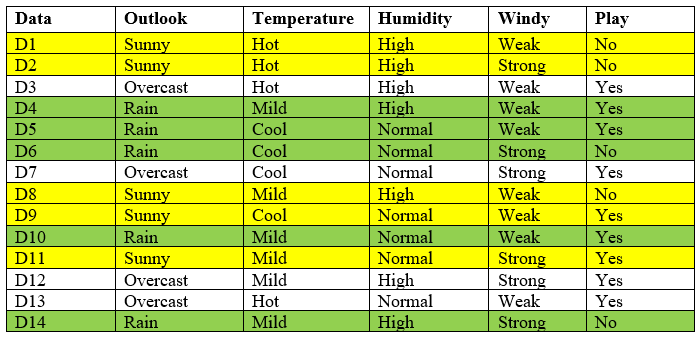 Data Outlook Temperature Humidity Windy Play
D1 Sunny Hot High Weak No
D2 Sunny Hot High Strong No
D3 Overcast Hot High Weak Yes
D4 Rain Mild High Weak Yes
D5 Rain Cool Normal Weak Yes
D6 Rain Cool Normal Strong No
D7 Overcast Cool Normal Strong Yes
D8 Sunny Mild High Weak No
D9 Sunny Cool Normal Weak Yes
D10 Rain Mild Normal Weak Yes
D11 Sunny Mild Normal Strong Yes
D12 Overcast Mild High Strong Yes
D13 Overcast Hot Normal Weak Yes
D14 Rain Mild High Strong No